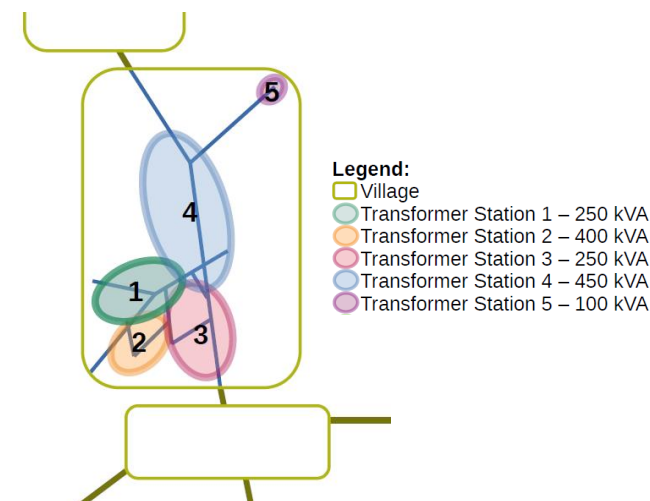 5
4
1
2
3
Legend:
Village
Transformer Station 1 – 250 kVA
Transformer Station 2 – 400 kVA
Transformer Station 3 – 250 kVA
Transformer Station 4 – 450 kVA
Transformer Station 5 – 100 kVA